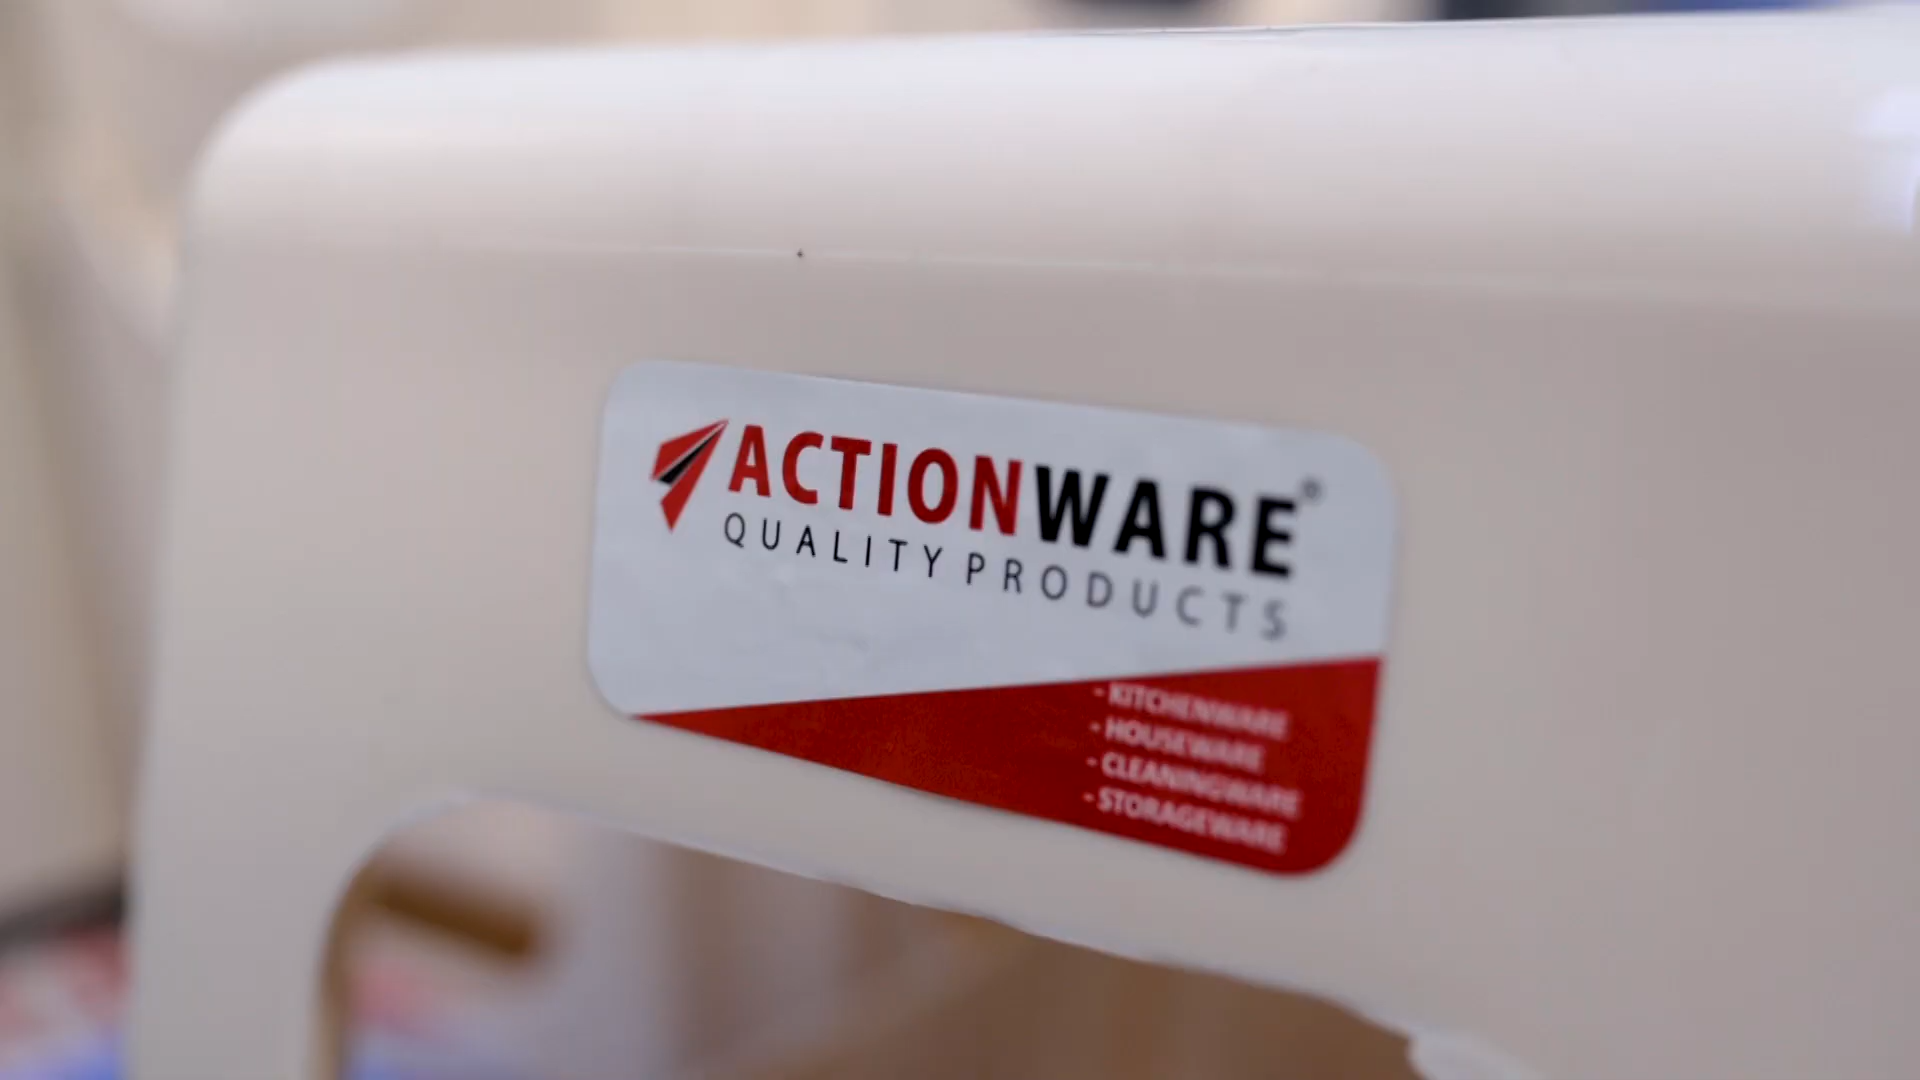 ACTIONWARE®
QUALITY PRODUCTS
- KITCHENWARE
- HOUSEWARE
- CLEANINGWARE
- STORAGEWARE